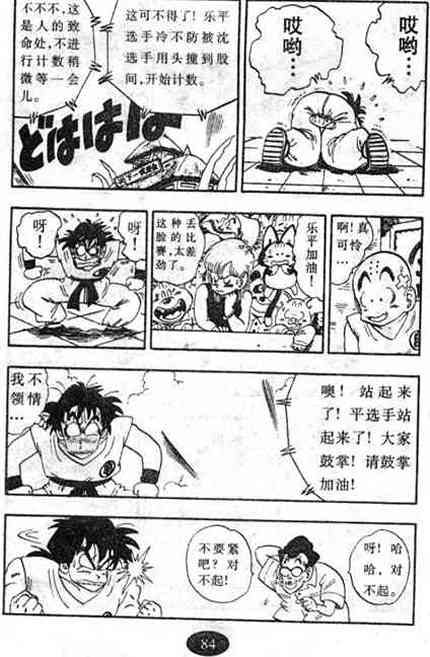 哎哟…。
哎哟…。
这可不得了！乐平
选手冷不防被沈
选手用头撞到股
间,开始计数。
不不不,这
是人的致
命处,不进
行计数稍
微等一会
儿。
どははは
啊！真
可怜
…
乐平加油！
这种丢
脸的比
赛,太差
劲了。
呀！
呀！
噢！站起来
了！平选手站
起来了！大家
鼓掌！请鼓掌
加油！
我不
领情
…
呀！哈
哈,对
不起。
不要紧
吧？对
不起！
84